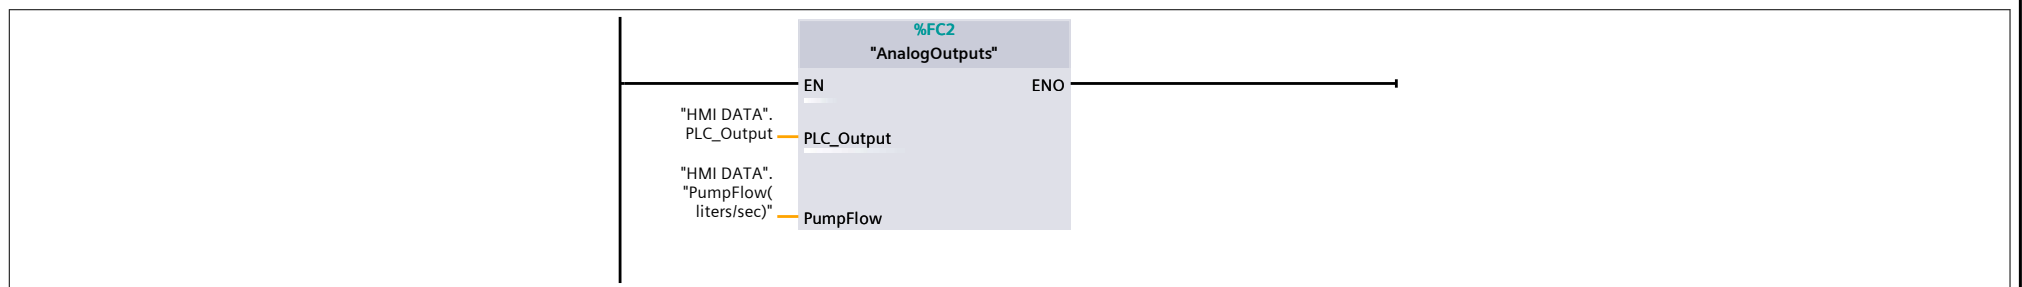 %FC2
"AnalogOutputs"
EN
ENO
"HMI DATA".
PLC_Output
PLC_Output
"HMI DATA".
"PumpFlow(
liters/sec)"
PumpFlow